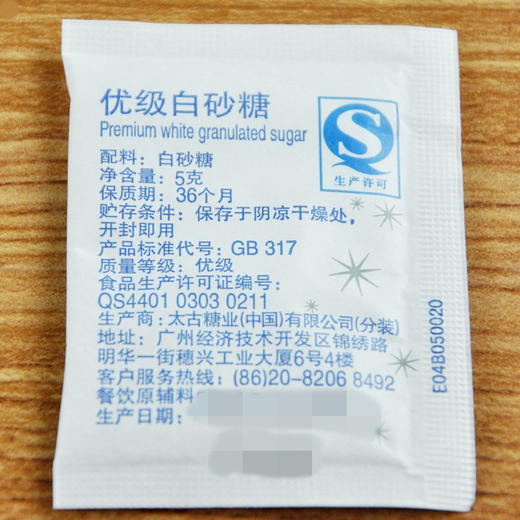 优级白砂糖
Premium white granulated sugar
生产许可
配料：白砂糖
净含量：5克
保质期：36个月
贮存条件：保存于阴凉干燥处，
开封即用
产品标准代号：GB 317
质量等级：优级
食品生产许可证编号：
QS4401 0303 0211
生产商：太古糖业(中国)有限公司(分装)
地址：广州经济技术开发区锦绣路
明华一街穗兴工业大厦6号4楼
客户服务热线：(86)20-8206 8492
餐饮原辅料
生产日期：
E04B050020